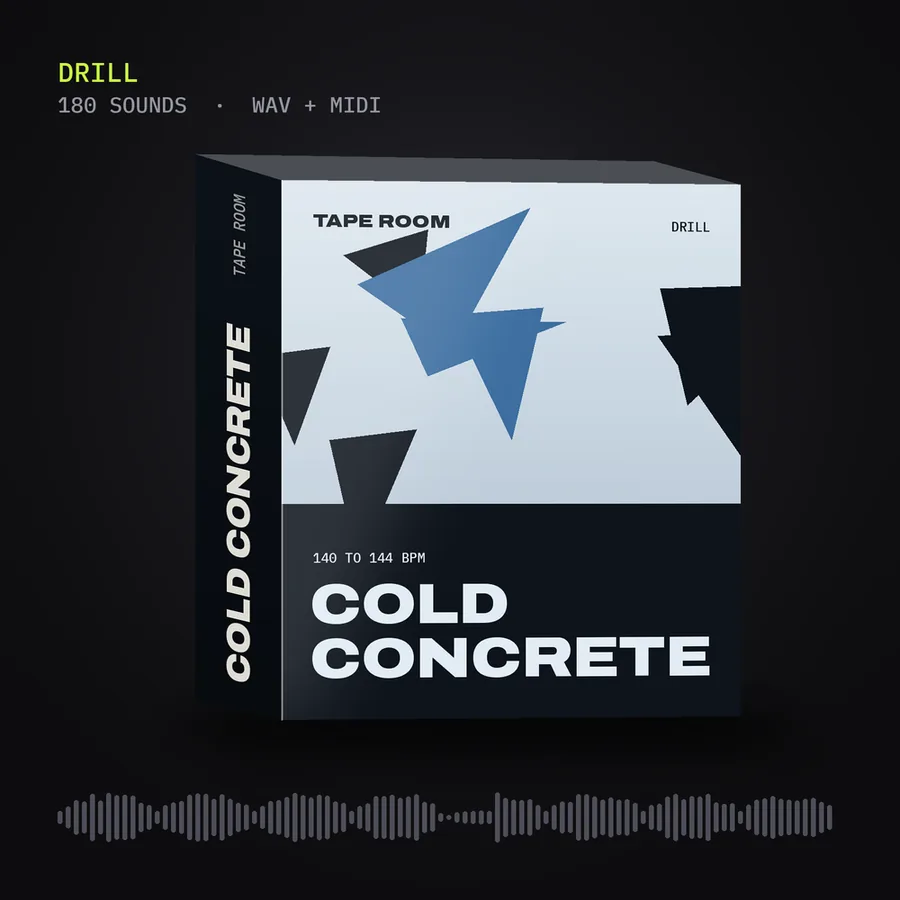 DRILL
180 SOUNDS · WAV + MIDI
TAPE ROOM
COLD CONCRETE
TAPE ROOM
DRILL
140 TO 144 BPM
COLD
CONCRETE